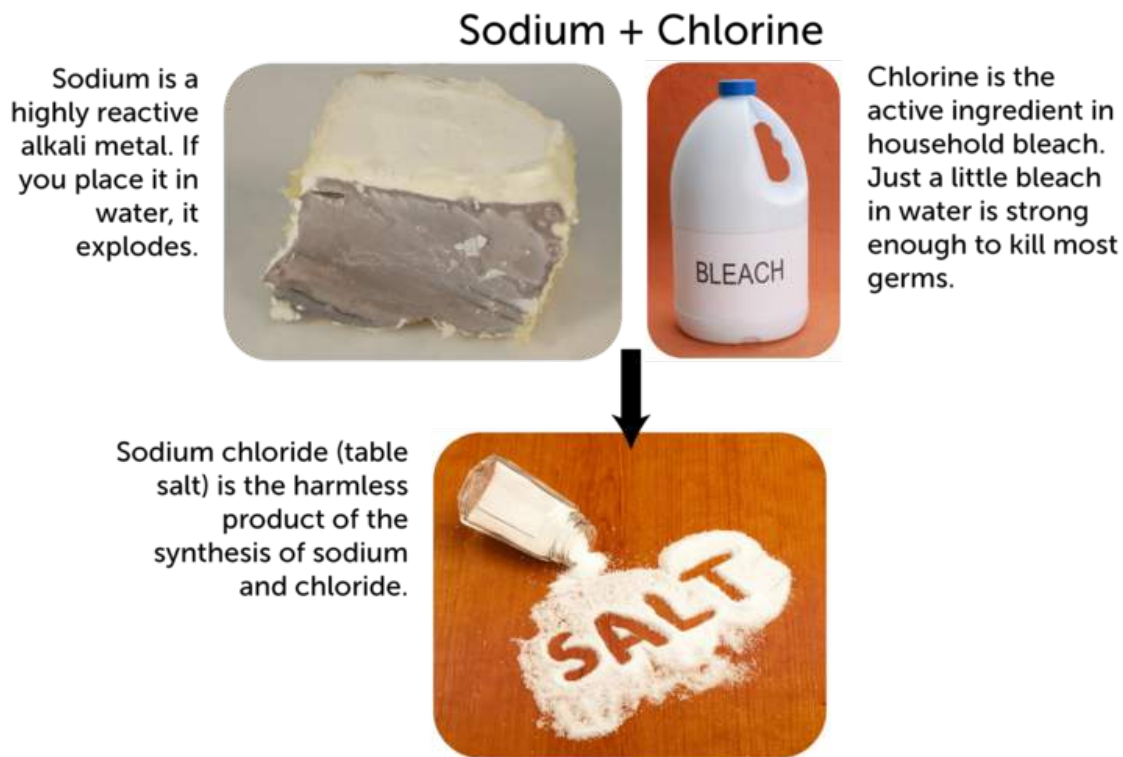 Sodium + Chlorine
Sodium is a
highly reactive
alkali metal. If
you place it in
water, it
explodes.
Chlorine is the
active ingredient in
household bleach.
Just a little bleach
in water is strong
enough to kill most
germs.
BLEACH
Sodium chloride (table
salt) is the harmless
product of the
synthesis of sodium
and chloride.
SALT